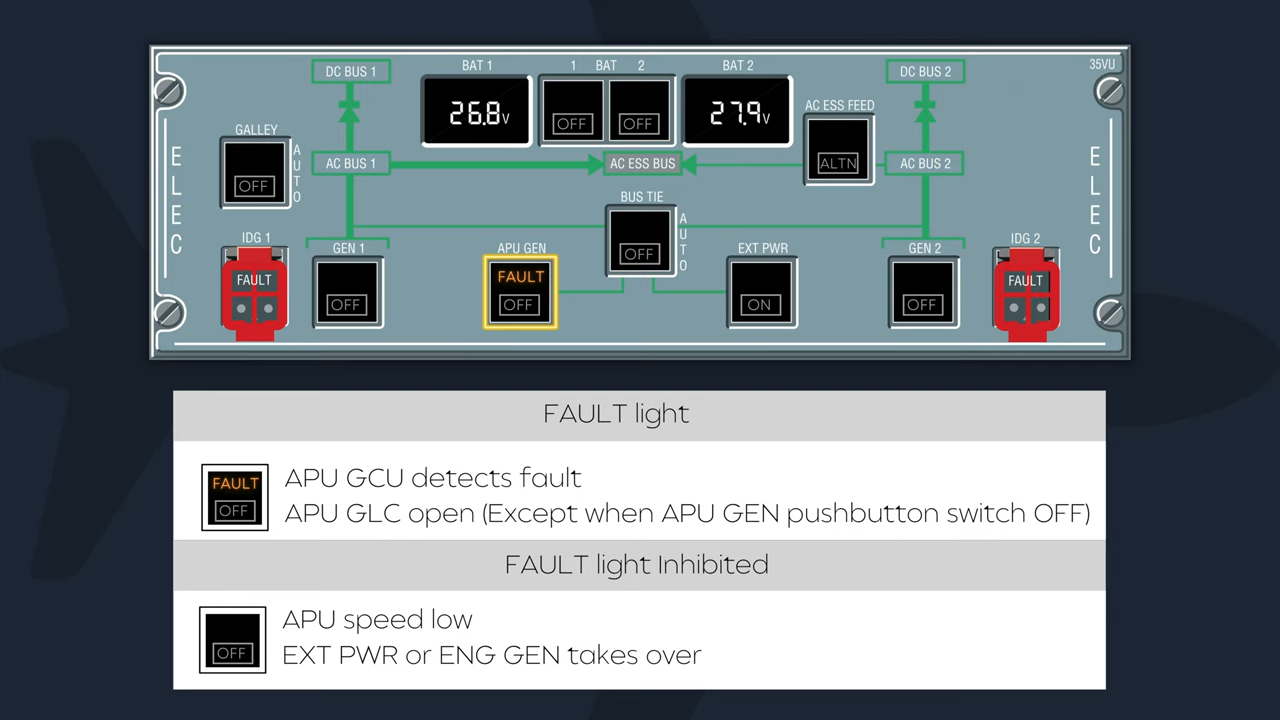 35VU
DC BUS 1
BAT 1
1 BAT 2
BAT 2
DC BUS 2
26.8V
OFF
OFF
27.9V
AC ESS FEED
ALTN
GALLEY
OFF
AUTO
AC BUS 1
AC ESS BUS
AC BUS 2
ELEC
ELEC
BUS TIE
OFF
AUTO
IDG 1
FAULT
GEN 1
OFF
APU GEN
FAULT
OFF
EXT PWR
ON
GEN 2
OFF
IDG 2
FAULT
FAULT light
FAULT
OFF
APU GCU detects fault
APU GLC open (Except when APU GEN pushbutton switch OFF)
FAULT light Inhibited
OFF
APU speed low
EXT PWR or ENG GEN takes over